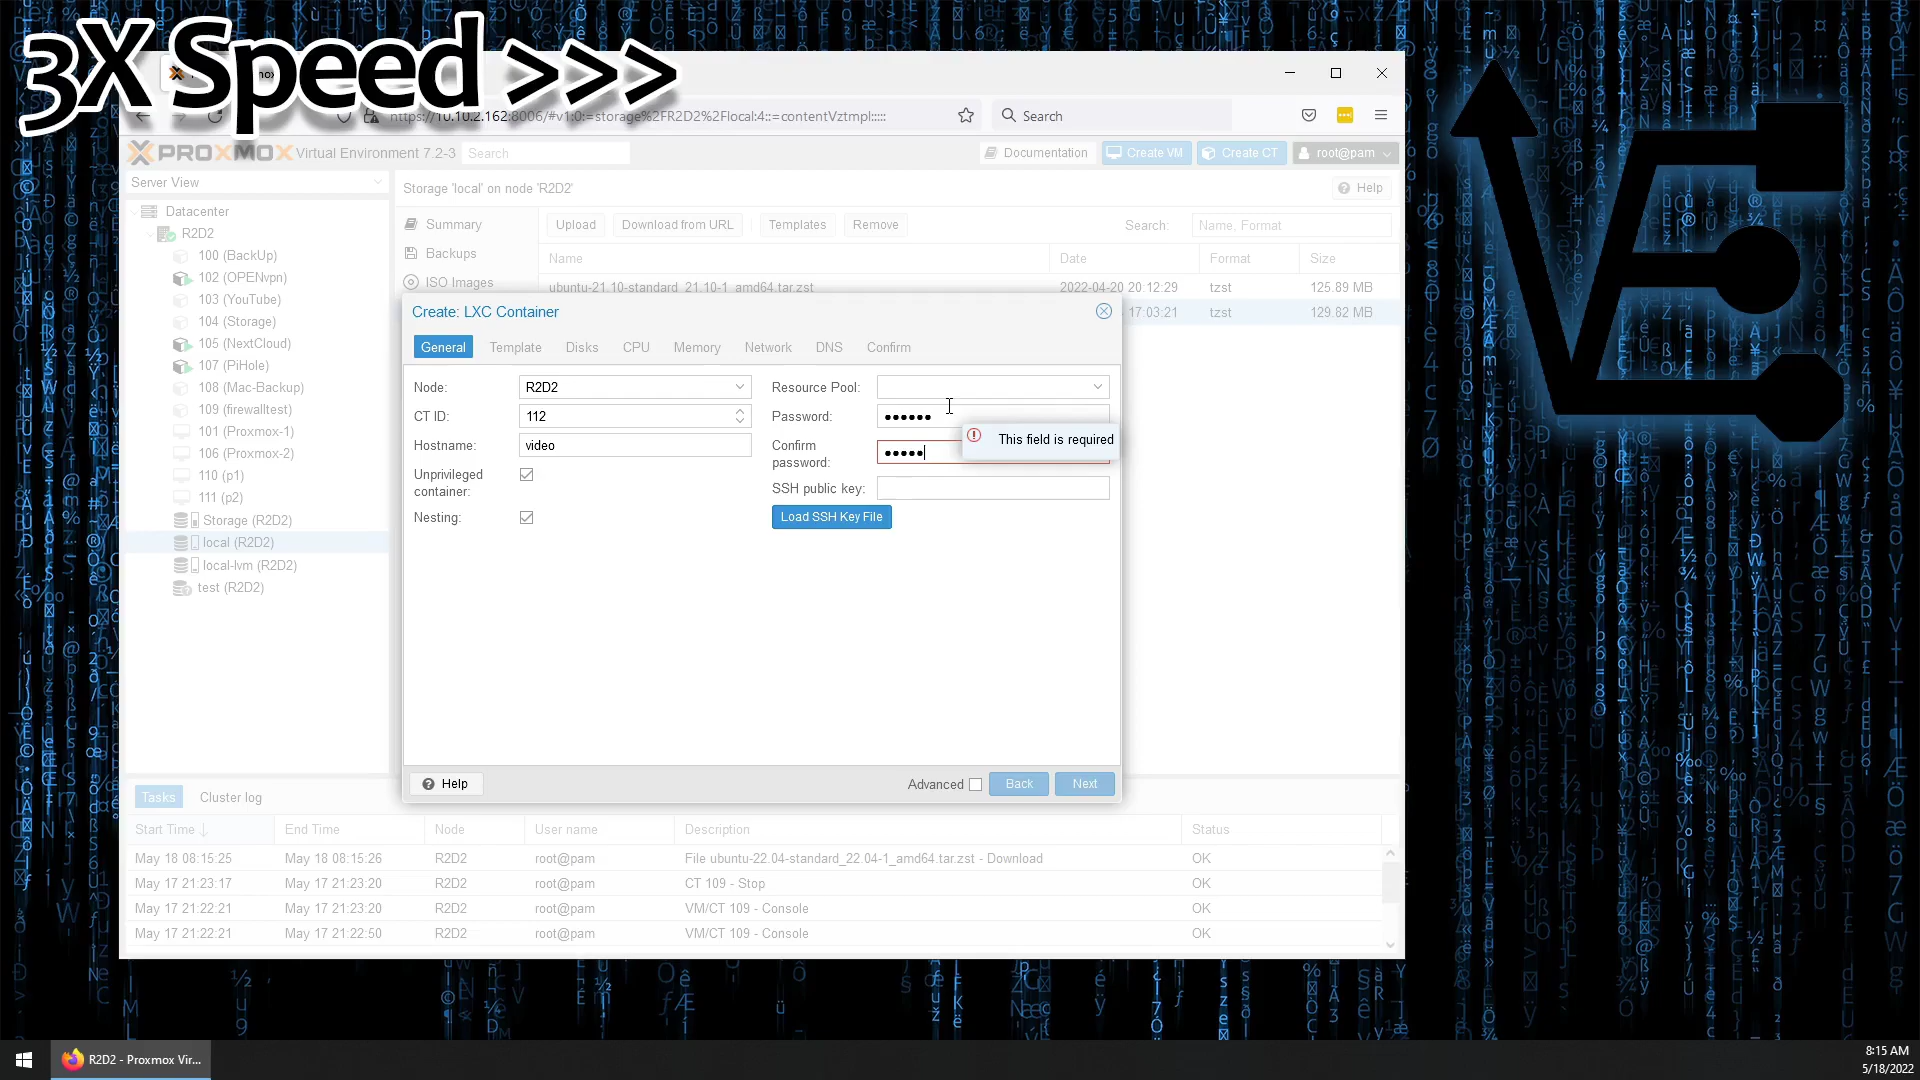 3X Speed >>>
https://10.10.2.162:8006/#v1:0:=storage%2FR2D2%2Flocal:4::=contentVztmpl:::::
Search
PROXMOX Virtual Environment 7.2-3
Search
Documentation
Create VM
Create CT
root@pam
Server View
Storage 'local' on node 'R2D2'
Help
Datacenter
R2D2
100 (BackUp)
102 (OPENvpn)
103 (YouTube)
104 (Storage)
105 (NextCloud)
107 (PiHole)
108 (Mac-Backup)
109 (firewalltest)
101 (Proxmox-1)
106 (Proxmox-2)
110 (p1)
111 (p2)
Storage (R2D2)
local (R2D2)
local-lvm (R2D2)
test (R2D2)
Summary
Backups
ISO Images
Upload
Download from URL
Templates
Remove
Search:
Name, Format
Name
Date
Format
Size
ubuntu-21.10-standard_21.10-1_amd64.tar.zst
2022-04-20 20:12:29
tzst
125.89 MB
17:03:21
tzst
129.82 MB
Create: LXC Container
General
Template
Disks
CPU
Memory
Network
DNS
Confirm
Node:
R2D2
CT ID:
112
Hostname:
video
Unprivileged
container:
Nesting:
Resource Pool:
Password:
••••••
Confirm
password:
•••••
This field is required
SSH public key:
Load SSH Key File
Help
Advanced
Back
Next
Tasks
Cluster log
Start Time
End Time
Node
User name
Description
Status
May 18 08:15:25
May 18 08:15:26
R2D2
root@pam
File ubuntu-22.04-standard_22.04-1_amd64.tar.zst - Download
OK
May 17 21:23:17
May 17 21:23:20
R2D2
root@pam
CT 109 - Stop
OK
May 17 21:22:21
May 17 21:23:20
R2D2
root@pam
VM/CT 109 - Console
OK
May 17 21:22:21
May 17 21:22:50
R2D2
root@pam
VM/CT 109 - Console
OK
R2D2 - Proxmox Vir...
8:15 AM
5/18/2022